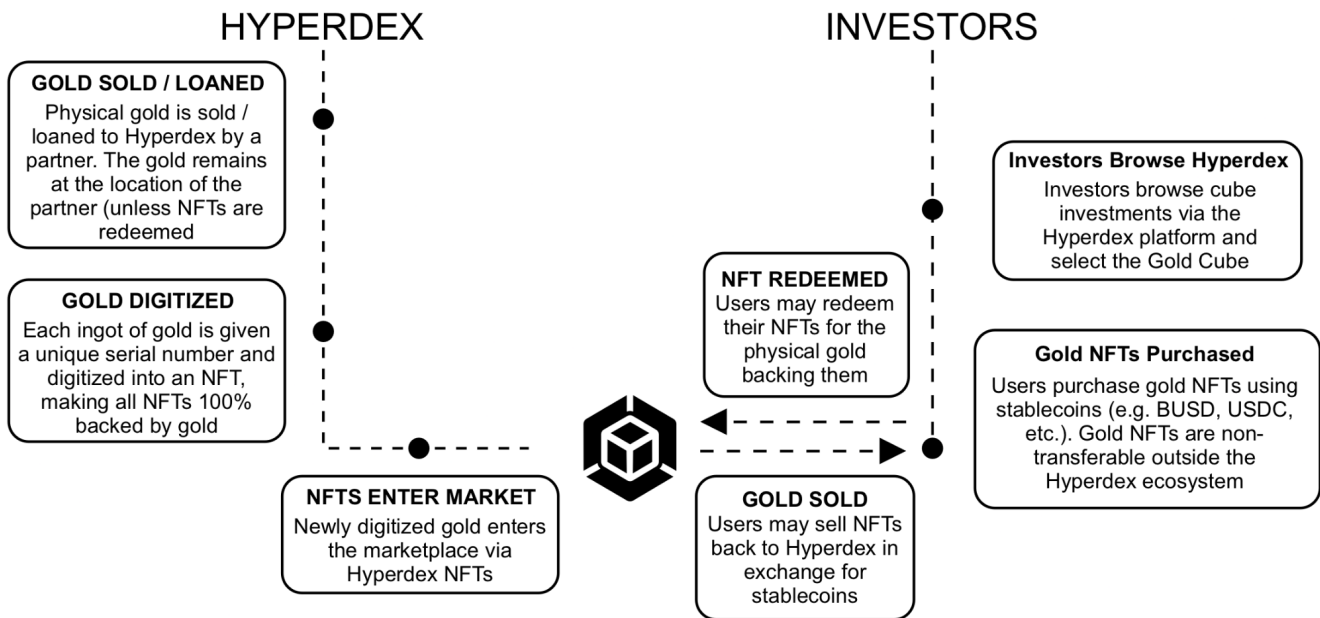 HYPERDEX
GOLD SOLD / LOANED
Physical gold is sold /
loaned to Hyperdex by a
partner. The gold remains
at the location of the
partner (unless NFTs are
redeemed
GOLD DIGITIZED
Each ingot of gold is given
a unique serial number and
digitized into an NFT,
making all NFTs 100%
backed by gold
NFTS ENTER MARKET
Newly digitized gold enters
the marketplace via
Hyperdex NFTs
INVESTORS
Investors Browse Hyperdex
Investors browse cube
investments via the
Hyperdex platform and
select the Gold Cube
Gold NFTs Purchased
Users purchase gold NFTs using
stablecoins (e.g. BUSD, USDC,
etc.). Gold NFTs are non-
transferable outside the
Hyperdex ecosystem
NFT REDEEMED
Users may redeem
their NFTs for the
physical gold
backing them
GOLD SOLD
Users may sell NFTs
back to Hyperdex in
exchange for
stablecoins